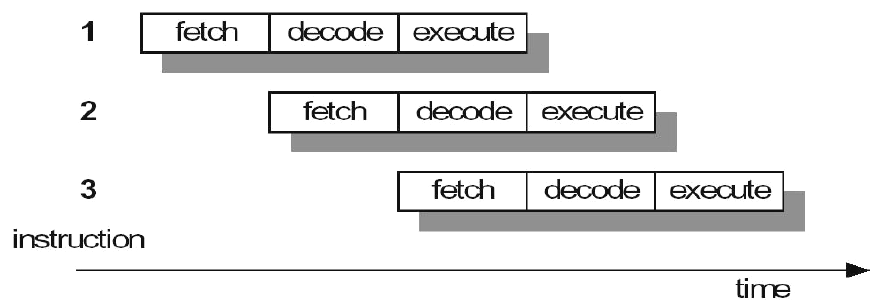 1 fetch decode execute
2 fetch decode execute
3 fetch decode execute
instruction
time